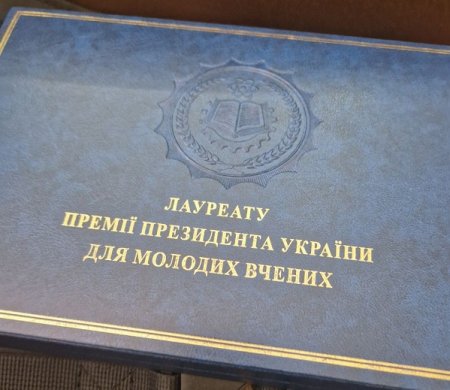 ЛАУРЕАТУ
ПРЕМІЇ ПРЕЗИДЕНТА УКРАЇНИ
ДЛЯ МОЛОДИХ ВЧЕНИХ